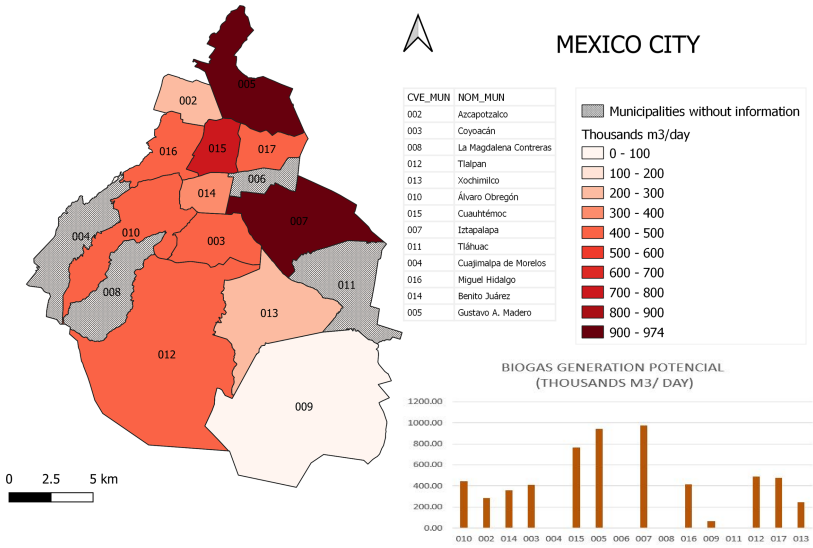 MEXICO CITY
005
002
016
015
017
006
014
007
004
010
003
008
011
013
012
009
0 2.5 5 km
CVE_MUN NOM_MUN
002 Azcapotzalco
003 Coyoacán
008 La Magdalena Contreras
012 Tlalpan
013 Xochimilco
010 Álvaro Obregón
015 Cuauhtémoc
007 Iztapalapa
011 Tláhuac
004 Cuajimalpa de Morelos
016 Miguel Hidalgo
014 Benito Juárez
005 Gustavo A. Madero
Municipalities without information
Thousands m3/day
0 - 100
100 - 200
200 - 300
300 - 400
400 - 500
500 - 600
600 - 700
700 - 800
800 - 900
900 - 974
BIOGAS GENERATION POTENCIAL
(THOUSANDS M3/ DAY)
1200.00
1000.00
800.00
600.00
400.00
200.00
0.00
010 002 014 003 004 015 005 006 007 008 016 009 011 012 017 013